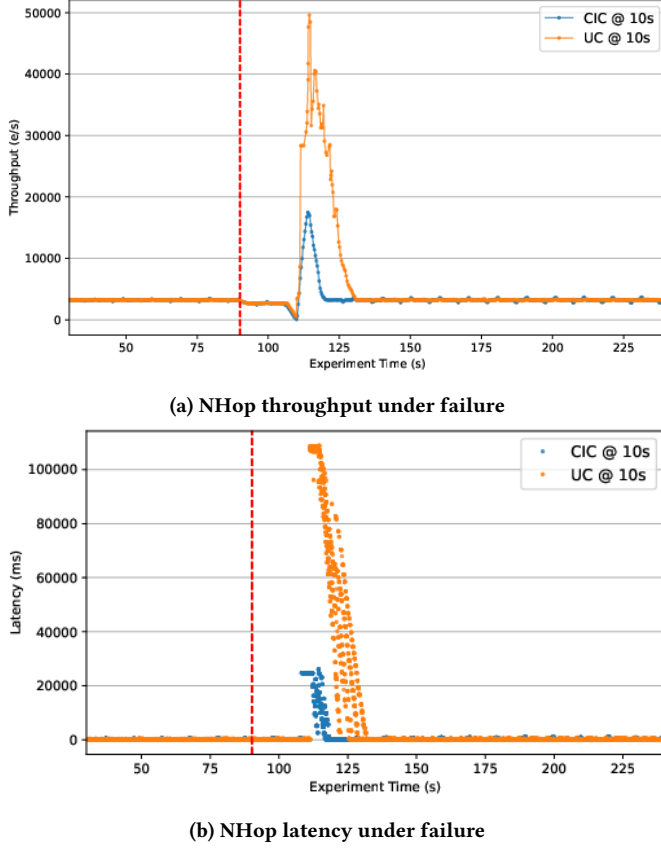 50000
40000
30000
20000
10000
0
Throughput (e/s)
CIC @ 10s
UC @ 10s
50 75 100 125 150 175 200 225
Experiment Time (s)
(a) NHop throughput under failure
100000
80000
60000
40000
20000
0
Latency (ms)
CIC @ 10s
UC @ 10s
50 75 100 125 150 175 200 225
Experiment Time (s)
(b) NHop latency under failure